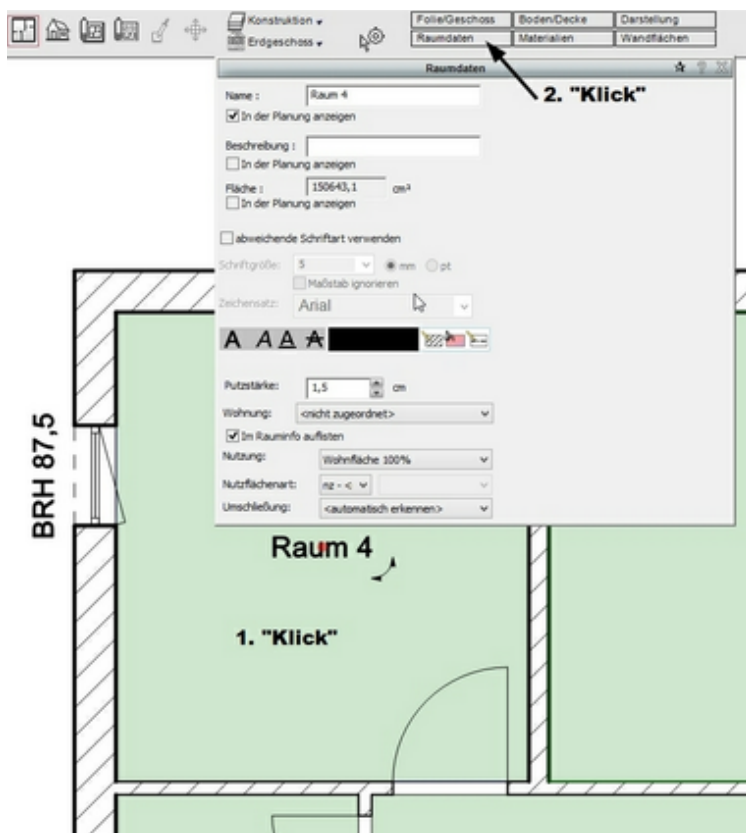 Konstruktion
Erdgeschoss
Folie/Geschoss Boden/Decke Darstellung
Raumdaten Materialien Wandflächen
Raumdaten
2. "Klick"
Name : Raum 4
In der Planung anzeigen
Beschreibung :
In der Planung anzeigen
Fläche : 150643,1 cm²
In der Planung anzeigen
abweichende Schriftart verwenden
Schriftgröße: 5 mm pt
Maßstab ignorieren
Zeichensatz: Arial
A A A A
Putzstärke: 1,5 cm
Wohnung: <nicht zugeordnet>
Im Rauminfo auflisten
Nutzung: Wohnfläche 100%
Nutzflächenart: nz - <
Umschließung: <automatisch erkennen>
BRH 87,5
Raum 4
1. "Klick"